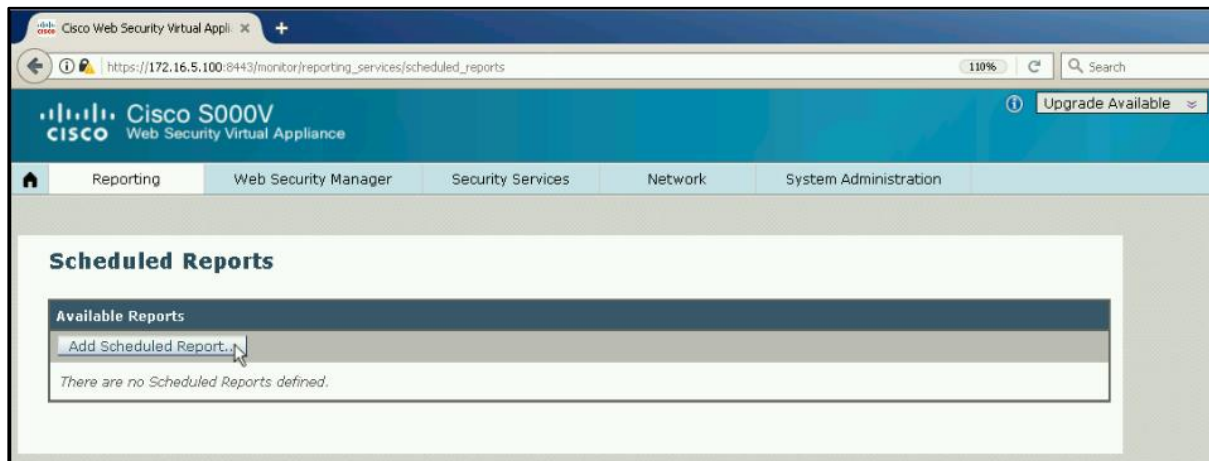 Cisco Web Security Virtual Appli
https://172.16.5.100:8443/monitor/reporting_services/scheduled_reports 110% Search
Cisco S000V
CISCO Web Security Virtual Appliance
Upgrade Available
Reporting Web Security Manager Security Services Network System Administration
Scheduled Reports
Available Reports
Add Scheduled Report...
There are no Scheduled Reports defined.